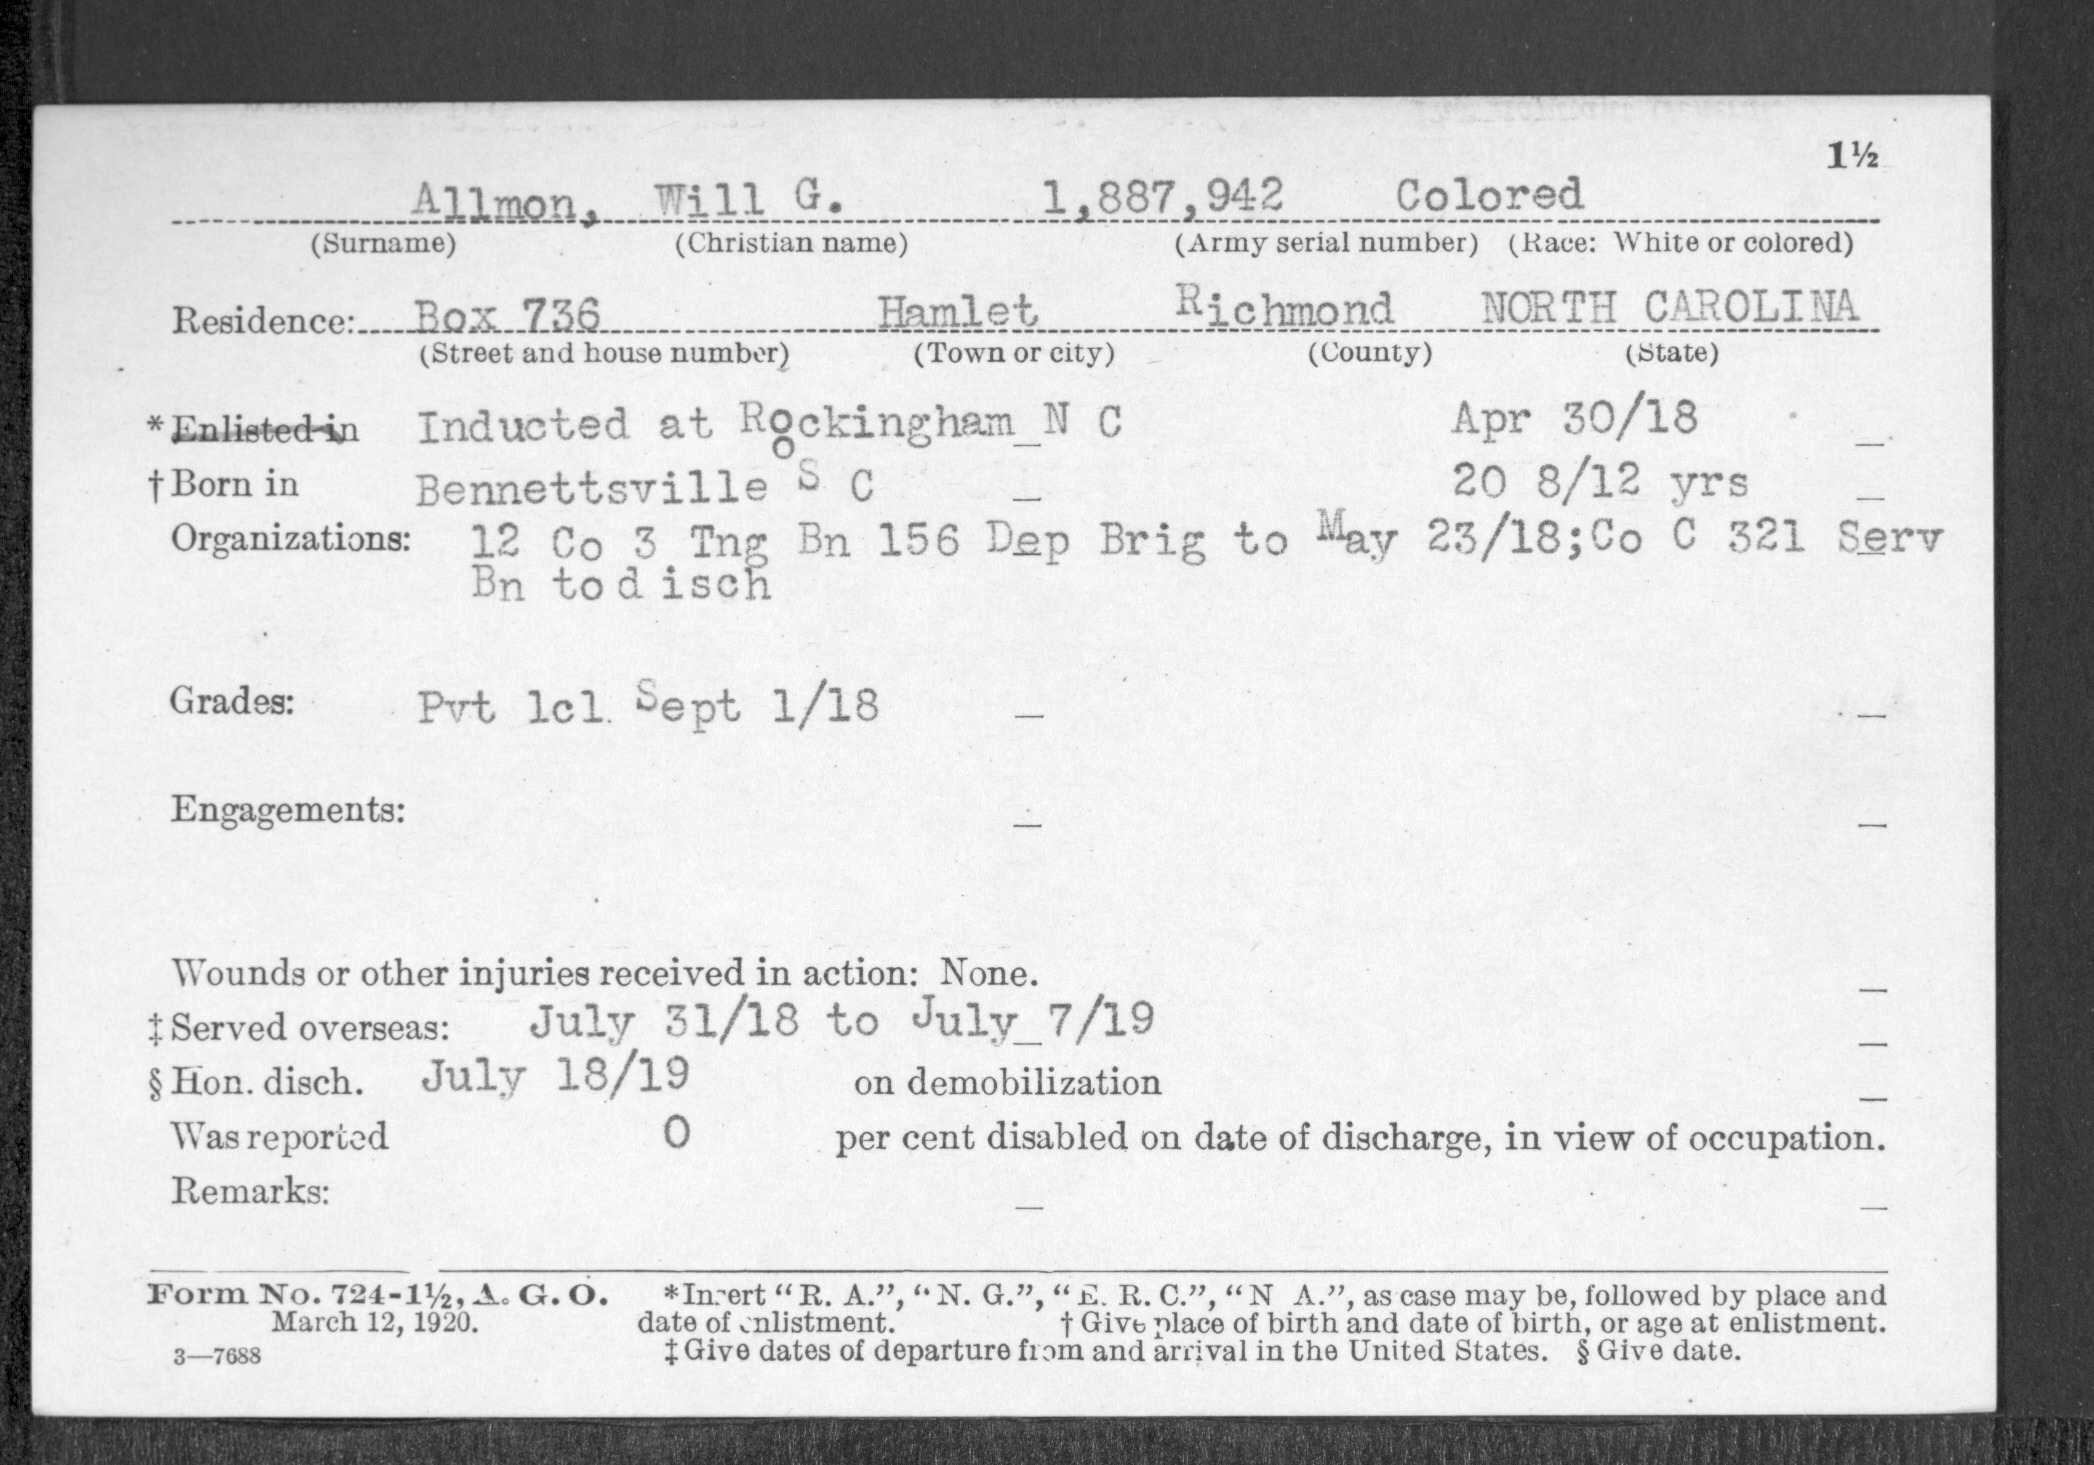 1½
Allmon, Will G. 1,887,942 Colored
(Surname) (Christian name) (Army serial number) (Race: White or colored)
Residence: Box 736 Hamlet Richmond NORTH CAROLINA
(Street and house number) (Town or city) (County) (State)
* Enlisted in Inducted at Rockingham N C Apr 30/18
† Born in Bennettsville S C 20 8/12 yrs
Organizations: 12 Co 3 Tng Bn 156 Dep Brig to May 23/18;Co C 321 Serv
Bn to d isch
Grades: Pvt 1cl Sept 1/18
Engagements:
Wounds or other injuries received in action: None.
‡ Served overseas: July 31/18 to July 7/19
§ Hon. disch. July 18/19 on demobilization
Was reported 0 per cent disabled on date of discharge, in view of occupation.
Remarks:
Form No. 724-1½, A. G. O. *Insert "R. A.", "N. G.", "E. R. C.", "N A.", as case may be, followed by place and
March 12, 1920. date of enlistment. † Give place of birth and date of birth, or age at enlistment.
3—7688 ‡ Give dates of departure from and arrival in the United States. § Give date.